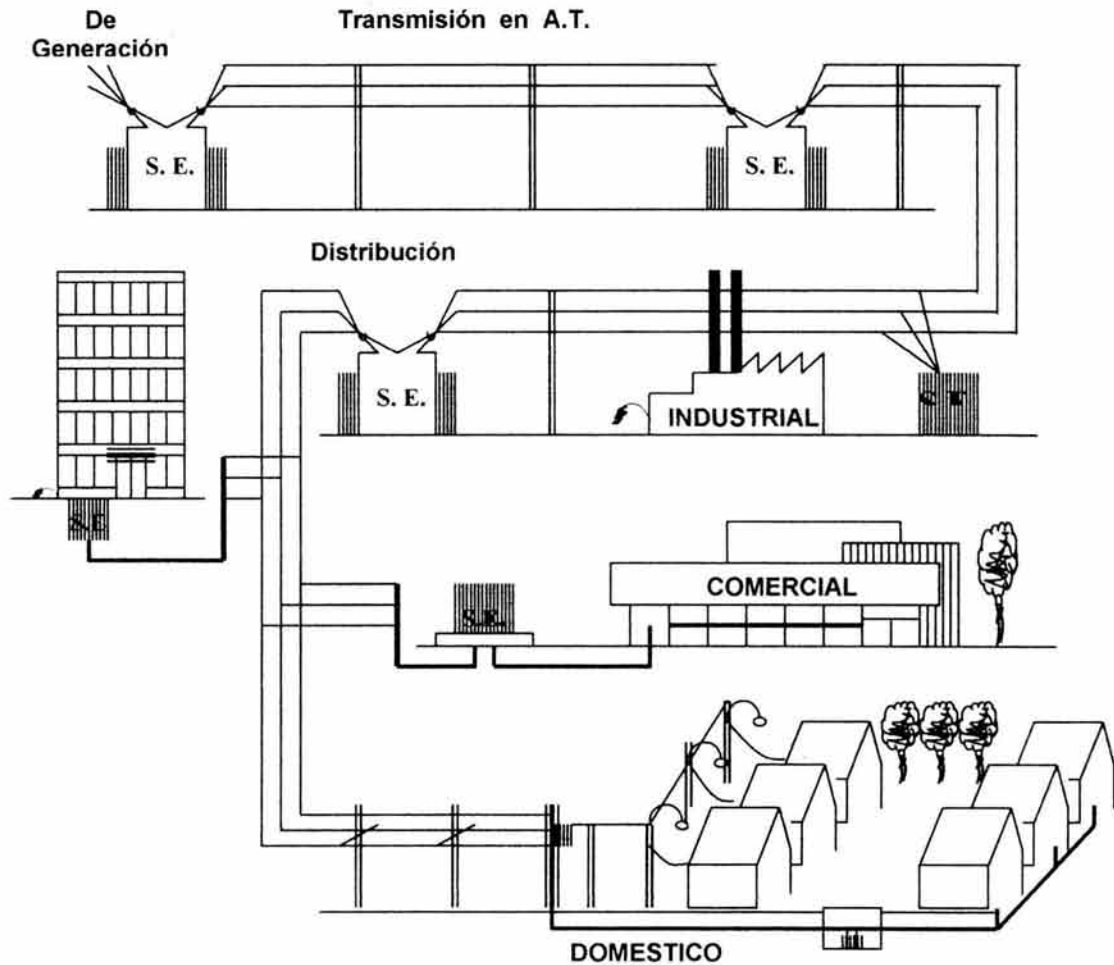 De
Generación
Transmisión en A.T.
S. E.
S. E.
Distribución
S. E.
INDUSTRIAL
S.E
S.E.
COMERCIAL
DOMESTICO